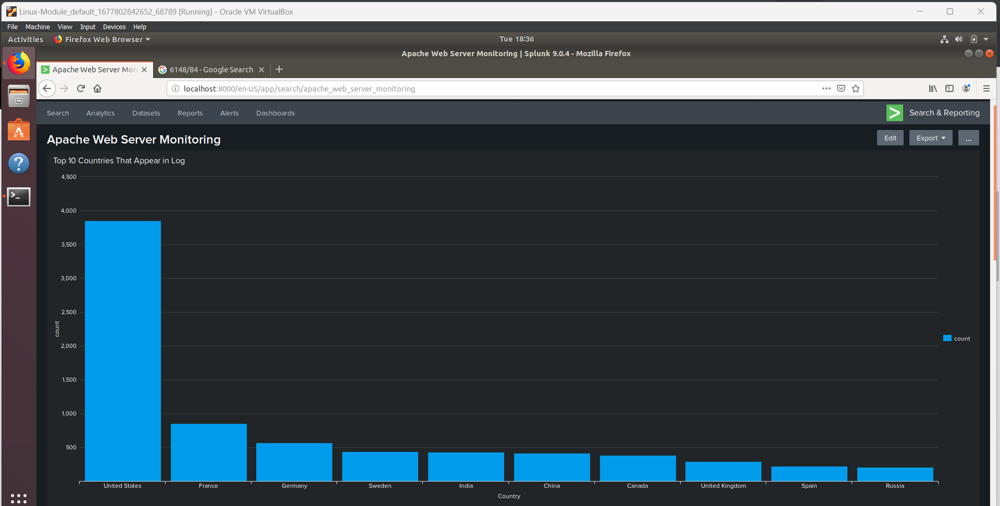 Linux-Module_default_1677802842652_68789 [Running] - Oracle VM VirtualBox
File Machine View Input Devices Help
Activities Firefox Web Browser Tue 18:36
Apache Web Server Monitoring | Splunk 9.0.4 - Mozilla Firefox
Apache Web Server Mon 6148/84 - Google Search
localhost:8000/en-US/app/search/apache_web_server_monitoring
Search Analytics Datasets Reports Alerts Dashboards Search & Reporting
Apache Web Server Monitoring Edit Export ...
Top 10 Countries That Appear in Log
4,500
4,000
3,500
3,000
2,500
count
2,000
count
1,500
1,000
500
United States France Germany Sweden India China Canada United Kingdom Spain Russia
Country